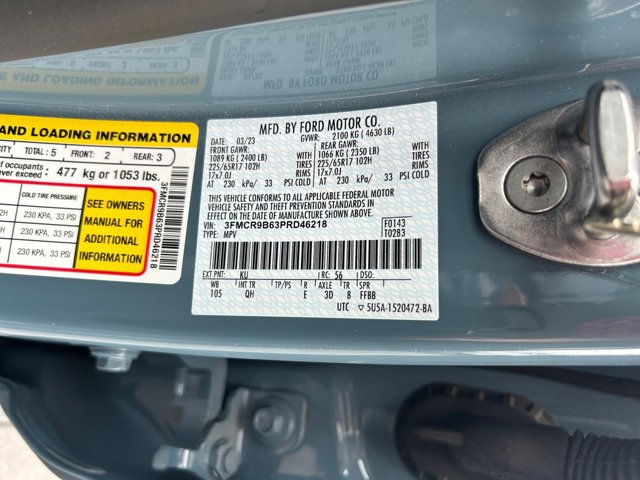 AND LOADING INFORMATION
CITY TOTAL: 5 FRONT: 2 REAR: 3
of occupants
ever exceed : 477 kg or 1053 lbs.
COLD TIRE PRESSURE
230 KPA, 33 PSI
230 KPA, 33 PSI
230 KPA, 33 PSI
SEE OWNERS
MANUAL FOR
ADDITIONAL
INFORMATION
3FMCR9B63PRD46218
MFD. BY FORD MOTOR CO.
03/23 GVWR: 2100 KG ( 4630 LB)
FRONT GAWR: REAR GAWR:
1089 KG ( 2400 LB) 1066 KG ( 2350 LB)
225/65R17 102H TIRES 225/65R17 102H TIRES
17x7.0J RIMS 17x7.0J RIMS
AT 230 kPa/ 33 PSI COLD AT 230 kPa/ 33 PSI COLD
THIS VEHICLE CONFORMS TO ALL APPLICABLE FEDERAL MOTOR
VEHICLE SAFETY AND THEFT PREVENTION STANDARDS IN EFFECT ON
THE DATE OF MANUFACTURE SHOWN ABOVE.
VIN: 3FMCR9B63PRD46218 F0143
TYPE: MPV T0283
EXT PNT: KU RC: 56 DSO:
WB INT TR TP/PS R AXLE TR SPR
105 QH E 3D 8 FFBB
UTC ▽ 5U5A-1520472-BA